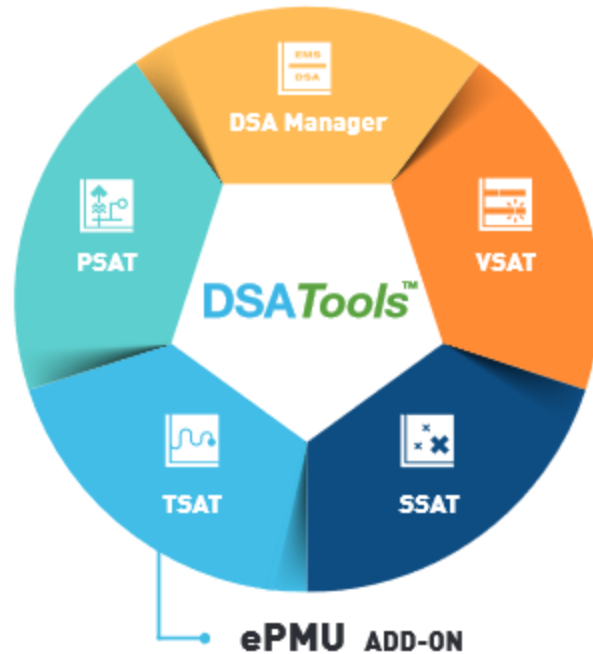 EMS
DSA
DSA Manager
PSAT
VSAT
DSATools™
TSAT
SSAT
ePMU ADD-ON